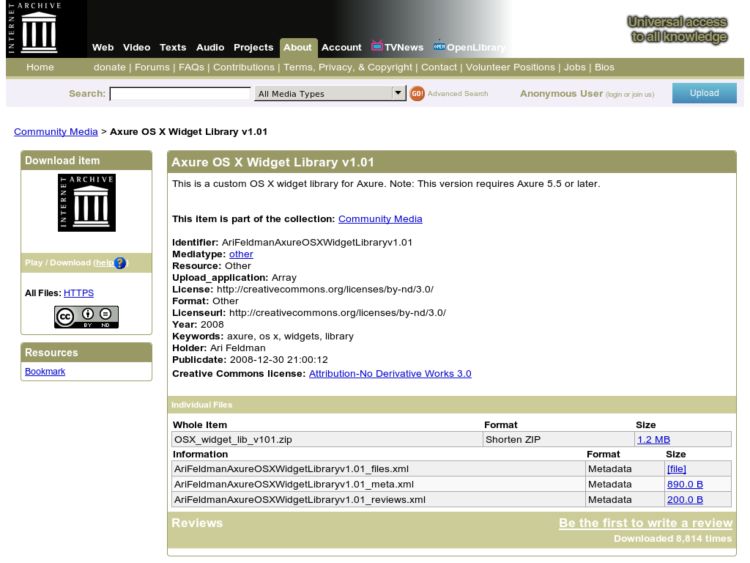 INTERNET ARCHIVE
Universal access
to all knowledge
Web Video Texts Audio Projects About Account TVNews OpenLibrary
Home donate | Forums | FAQs | Contributions | Terms, Privacy, & Copyright | Contact | Volunteer Positions | Jobs | Bios
Search: All Media Types GO! Advanced Search Anonymous User (login or join us) Upload
Community Media > Axure OS X Widget Library v1.01
Download item
INTERNET ARCHIVE
Play / Download (help?)
All Files: HTTPS
cc BY ND
Resources
Bookmark
Axure OS X Widget Library v1.01
This is a custom OS X widget library for Axure. Note: This version requires Axure 5.5 or later.
This item is part of the collection: Community Media
Identifier: AriFeldmanAxureOSXWidgetLibraryv1.01
Mediatype: other
Resource: Other
Upload_application: Array
License: http://creativecommons.org/licenses/by-nd/3.0/
Format: Other
Licenseurl: http://creativecommons.org/licenses/by-nd/3.0/
Year: 2008
Keywords: axure, os x, widgets, library
Holder: Ari Feldman
Publicdate: 2008-12-30 21:00:12
Creative Commons license: Attribution-No Derivative Works 3.0
Individual Files
Whole Item Format Size
OSX_widget_lib_v101.zip Shorten ZIP 1.2 MB
Information Format Size
AriFeldmanAxureOSXWidgetLibraryv1.01_files.xml Metadata [file]
AriFeldmanAxureOSXWidgetLibraryv1.01_meta.xml Metadata 890.0 B
AriFeldmanAxureOSXWidgetLibraryv1.01_reviews.xml Metadata 200.0 B
Reviews Be the first to write a review
Downloaded 8,814 times